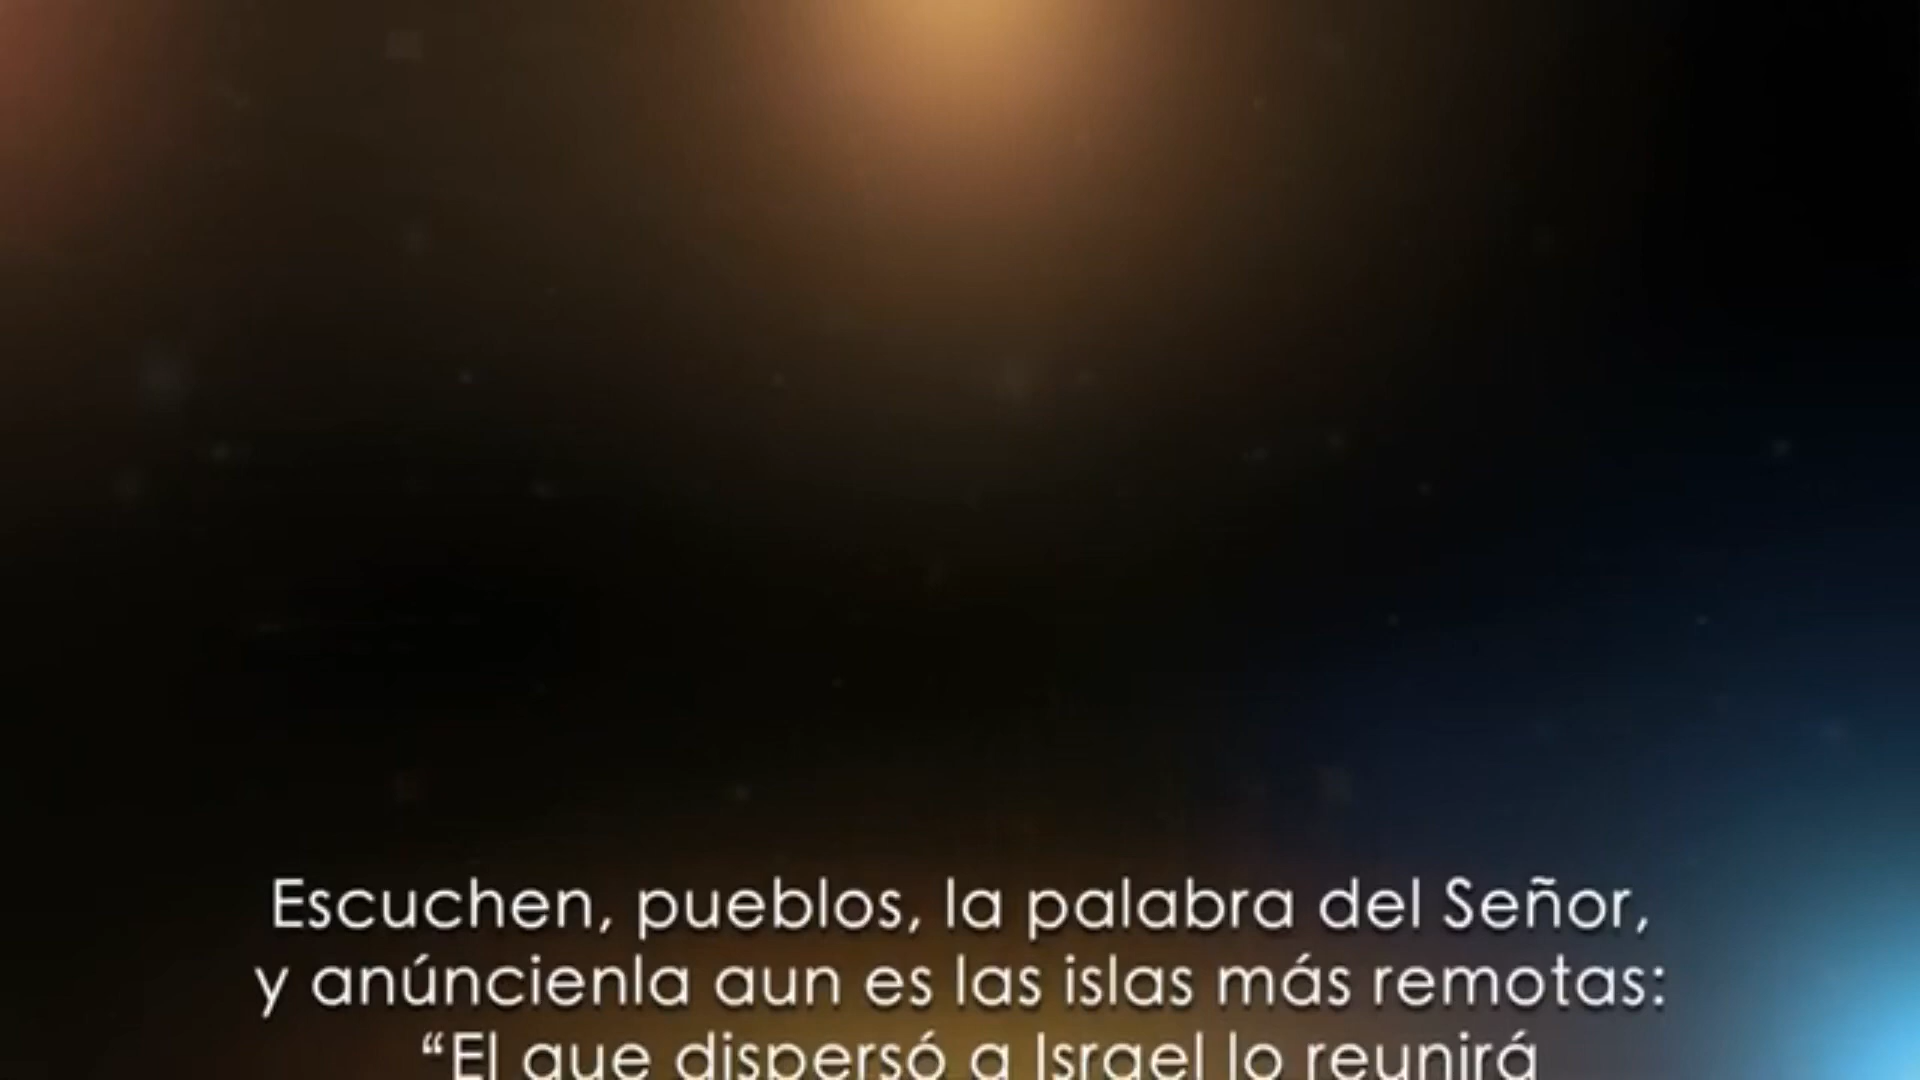 Escuchen, pueblos, la palabra del Señor,
y anúncienla aun es las islas más remotas:
“El que dispersó a Israel lo reunirá